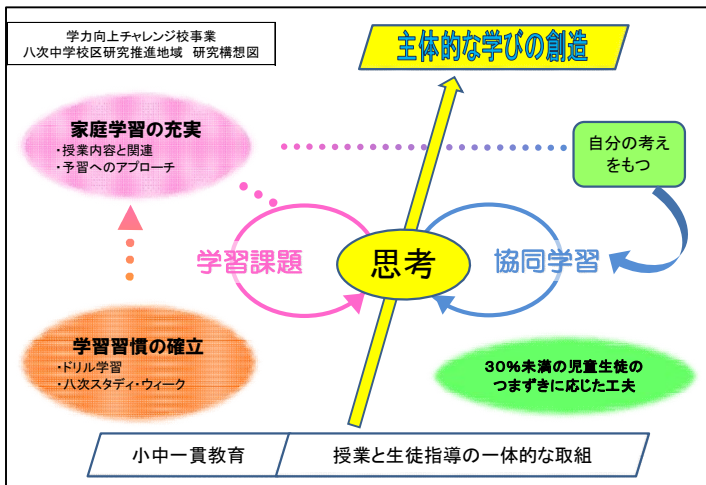 学力向上チャレンジ校事業
八次中学校区研究推進地域 研究構想図
主体的な学びの創造
家庭学習の充実
・授業内容と関連
・予習へのアプローチ
自分の考え
をもつ
学習課題
思考
協同学習
学習習慣の確立
・ドリル学習
・八次スタディ・ウィーク
30%未満の児童生徒の
つまずきに応じた工夫
小中一貫教育
授業と生徒指導の一体的な取組